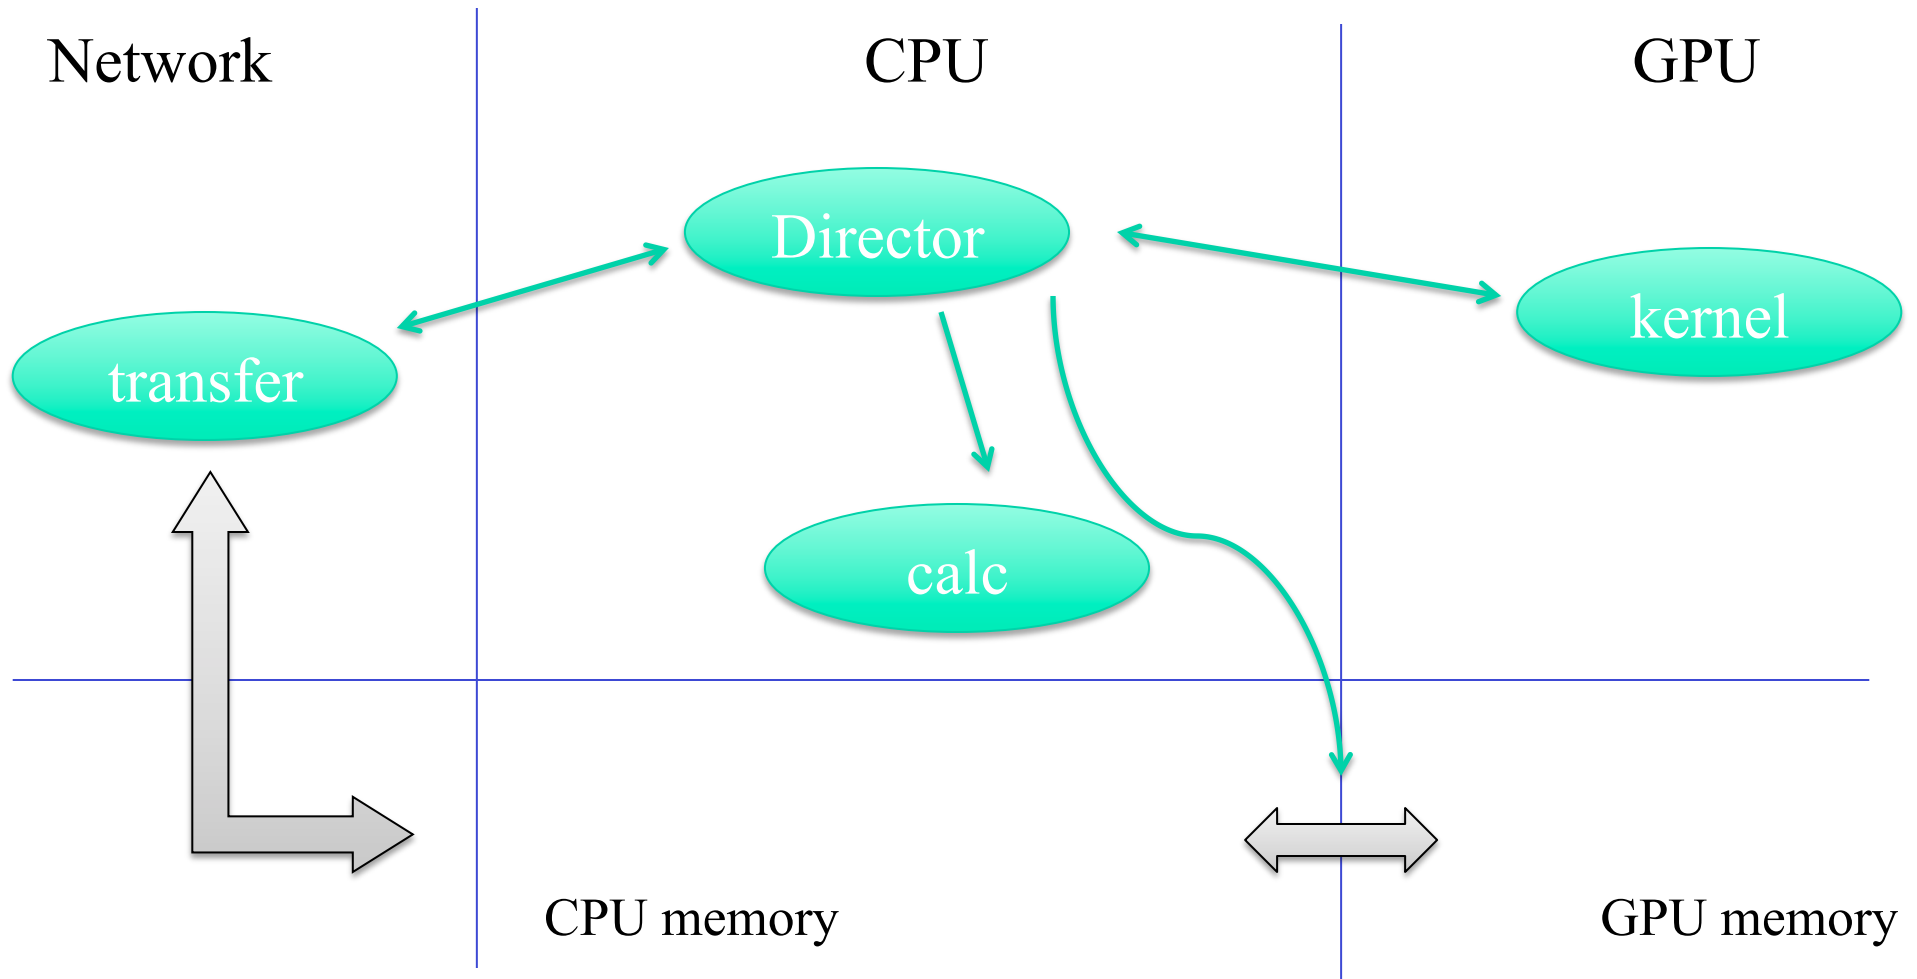 Network
CPU
GPU
Director
kernel
transfer
calc
CPU memory
GPU memory